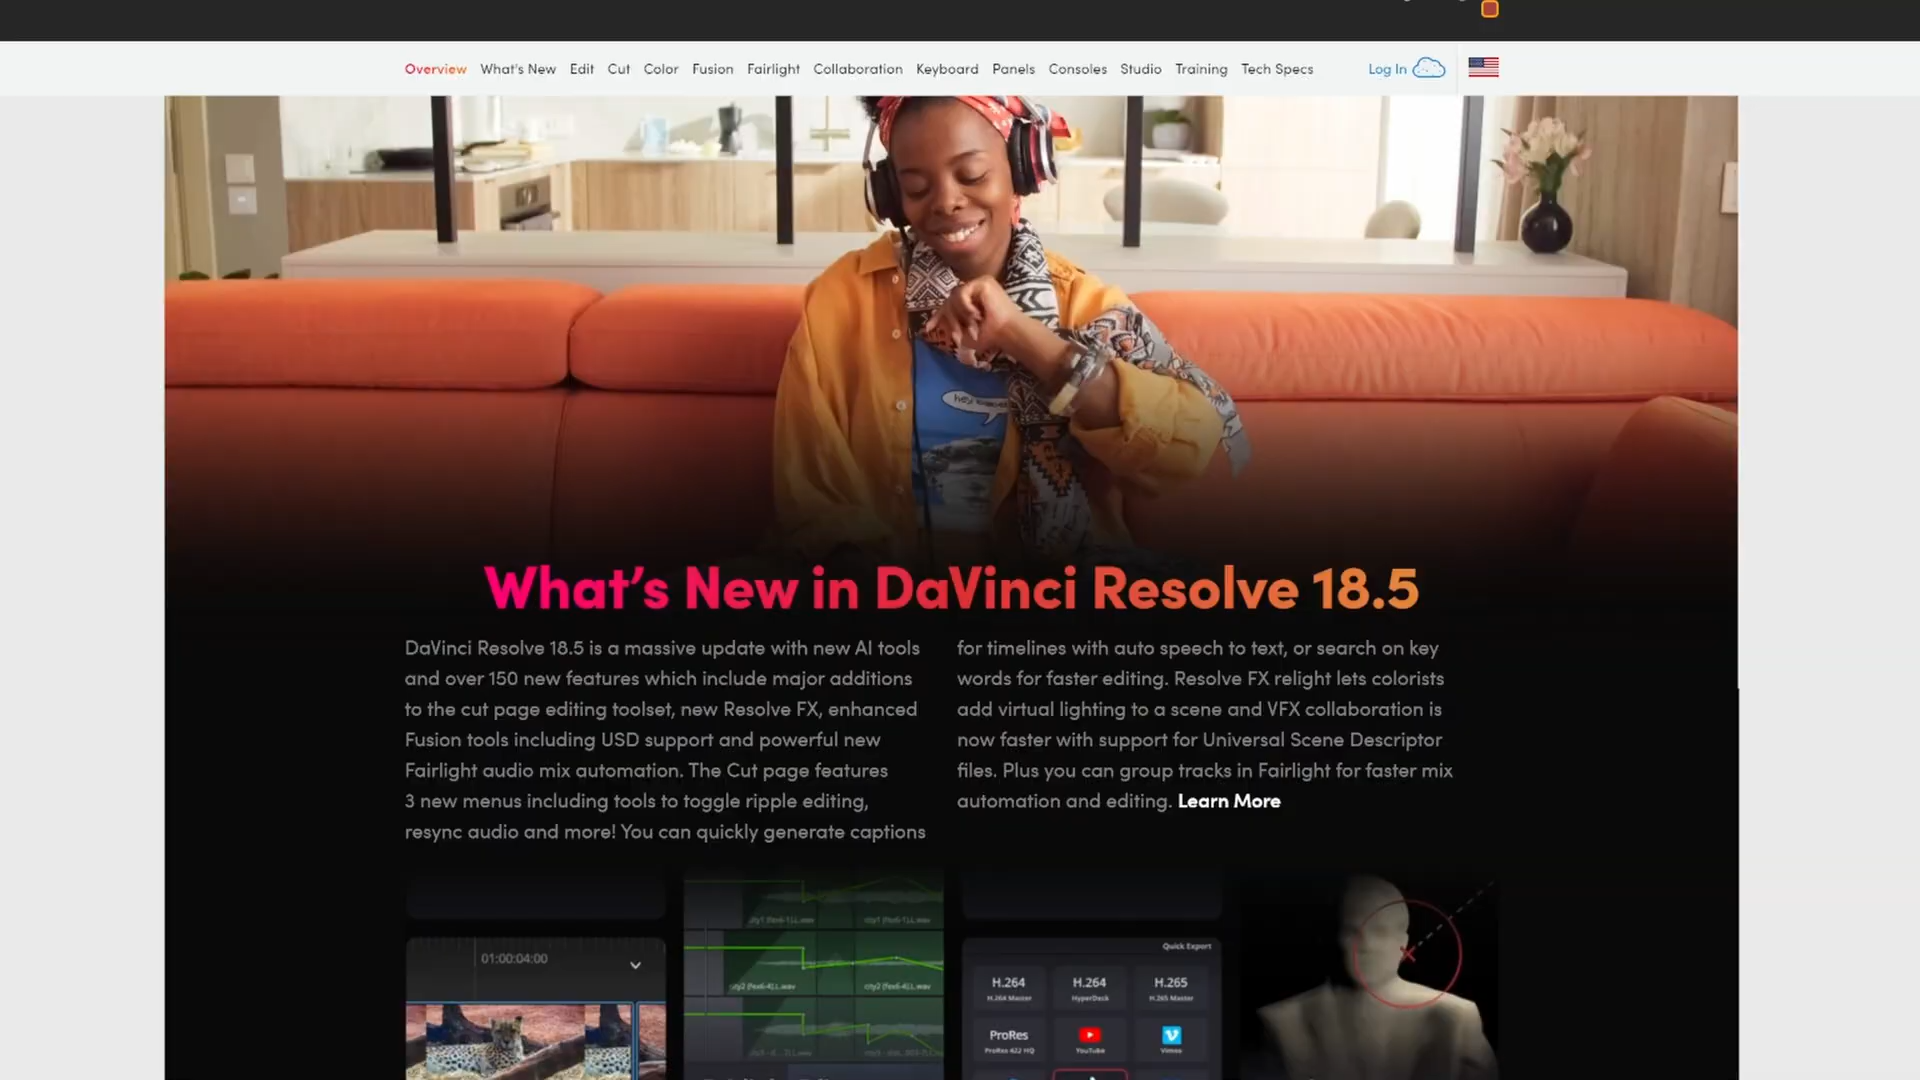 Overview What's New Edit Cut Color Fusion Fairlight Collaboration Keyboard Panels Consoles Studio Training Tech Specs Log In
hey!
What's New in DaVinci Resolve 18.5
DaVinci Resolve 18.5 is a massive update with new AI tools
and over 150 new features which include major additions
to the cut page editing toolset, new Resolve FX, enhanced
Fusion tools including USD support and powerful new
Fairlight audio mix automation. The Cut page features
3 new menus including tools to toggle ripple editing,
resync audio and more! You can quickly generate captions
for timelines with auto speech to text, or search on key
words for faster editing. Resolve FX relight lets colorists
add virtual lighting to a scene and VFX collaboration is
now faster with support for Universal Scene Descriptor
files. Plus you can group tracks in Fairlight for faster mix
automation and editing. Learn More
01:00:04:00
Quick Export
H.264 H.264 H.265
H.264 Master HyperDeck H.265 Master
ProRes
ProRes 422 HQ YouTube Vimeo